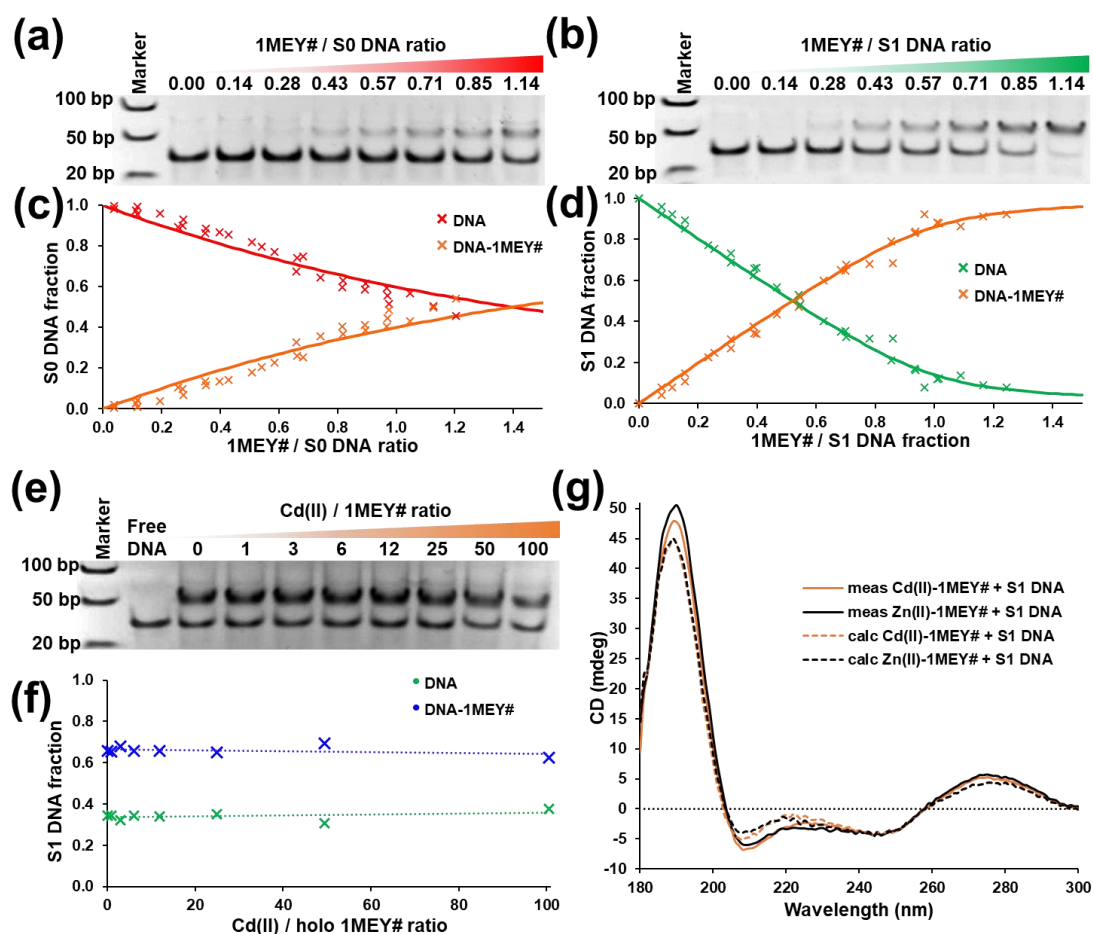 (a)
1MEY# / S0 DNA ratio
Marker
0.00 0.14 0.28 0.43 0.57 0.71 0.85 1.14
100 bp
50 bp
20 bp
(b)
1MEY# / S1 DNA ratio
Marker
0.00 0.14 0.28 0.43 0.57 0.71 0.85 1.14
100 bp
50 bp
20 bp
(c)
S0 DNA fraction
1.0
0.8
0.6
0.4
0.2
0.0
DNA
DNA-1MEY#
0.0 0.2 0.4 0.6 0.8 1.0 1.2 1.4
1MEY# / S0 DNA ratio
(d)
S1 DNA fraction
1.0
0.8
0.6
0.4
0.2
0.0
DNA
DNA-1MEY#
0.0 0.2 0.4 0.6 0.8 1.0 1.2 1.4
1MEY# / S1 DNA fraction
(e)
Cd(II) / 1MEY# ratio
Marker
Free
DNA 0 1 3 6 12 25 50 100
100 bp
50 bp
20 bp
(f)
S1 DNA fraction
1.0
0.8
0.6
0.4
0.2
0.0
DNA
DNA-1MEY#
0 20 40 60 80 100
Cd(II) / holo 1MEY# ratio
(g)
CD (mdeg)
50
45
40
35
30
25
20
15
10
5
0
-5
-10
meas Cd(II)-1MEY# + S1 DNA
meas Zn(II)-1MEY# + S1 DNA
calc Cd(II)-1MEY# + S1 DNA
calc Zn(II)-1MEY# + S1 DNA
180 200 220 240 260 280 300
Wavelength (nm)